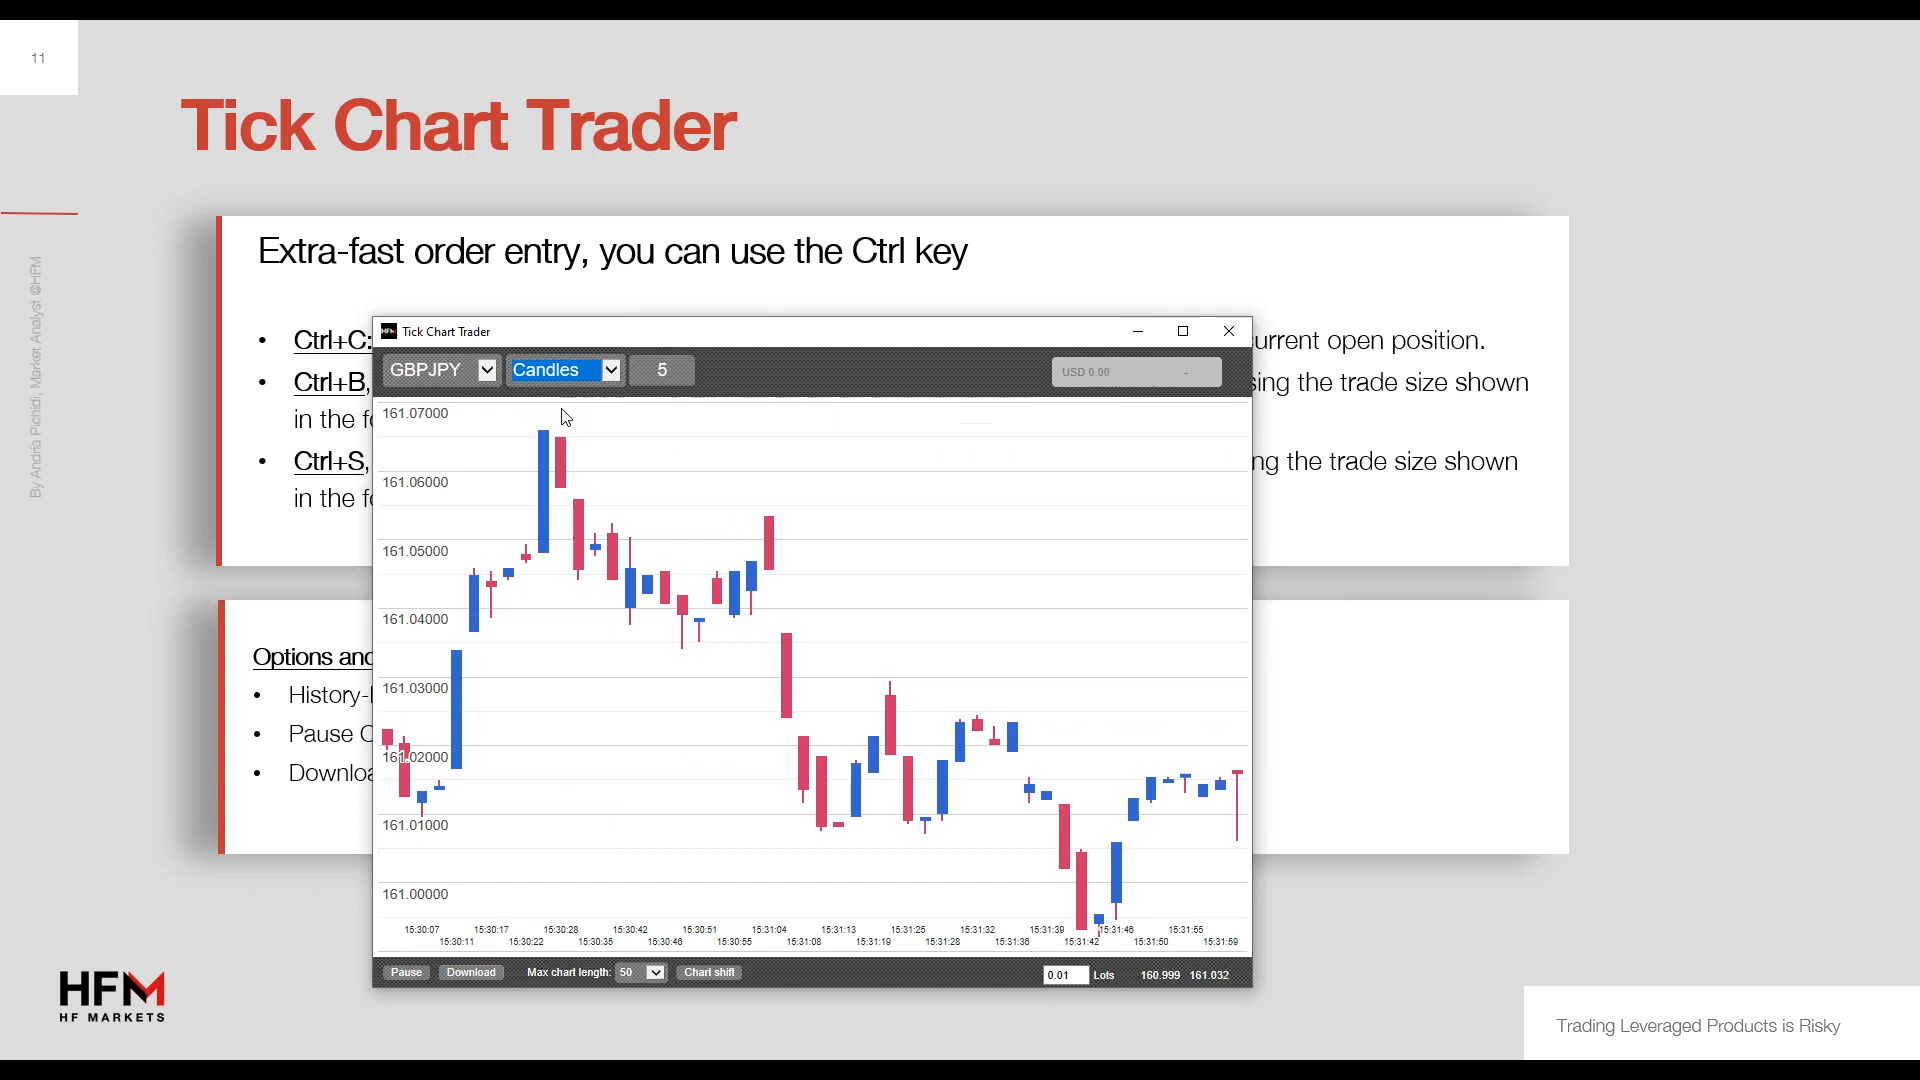 11
Tick Chart Trader
By Andria Pichidi, Market Analyst @HFM
Extra-fast order entry, you can use the Ctrl key
• Ctrl+C: urrent open position.
• Ctrl+B, sing the trade size shown
in the fo
• Ctrl+S, ng the trade size shown
in the fo
Options and
• History-
• Pause C
• Downloa
Tick Chart Trader
GBPJPY Candles 5 USD 0.00 -
161.07000
161.06000
161.05000
161.04000
161.03000
161.02000
161.01000
161.00000
15:30:07 15:30:17 15:30:28 15:30:42 15:30:51 15:31:04 15:31:13 15:31:25 15:31:32 15:31:39 15:31:46 15:31:55
15:30:11 15:30:22 15:30:35 15:30:46 15:30:55 15:31:08 15:31:19 15:31:28 15:31:36 15:31:42 15:31:50 15:31:59
Pause Download Max chart length: 50 Chart shift 0.01 Lots 160.999 161.032
HFM
HF MARKETS
Trading Leveraged Products is Risky